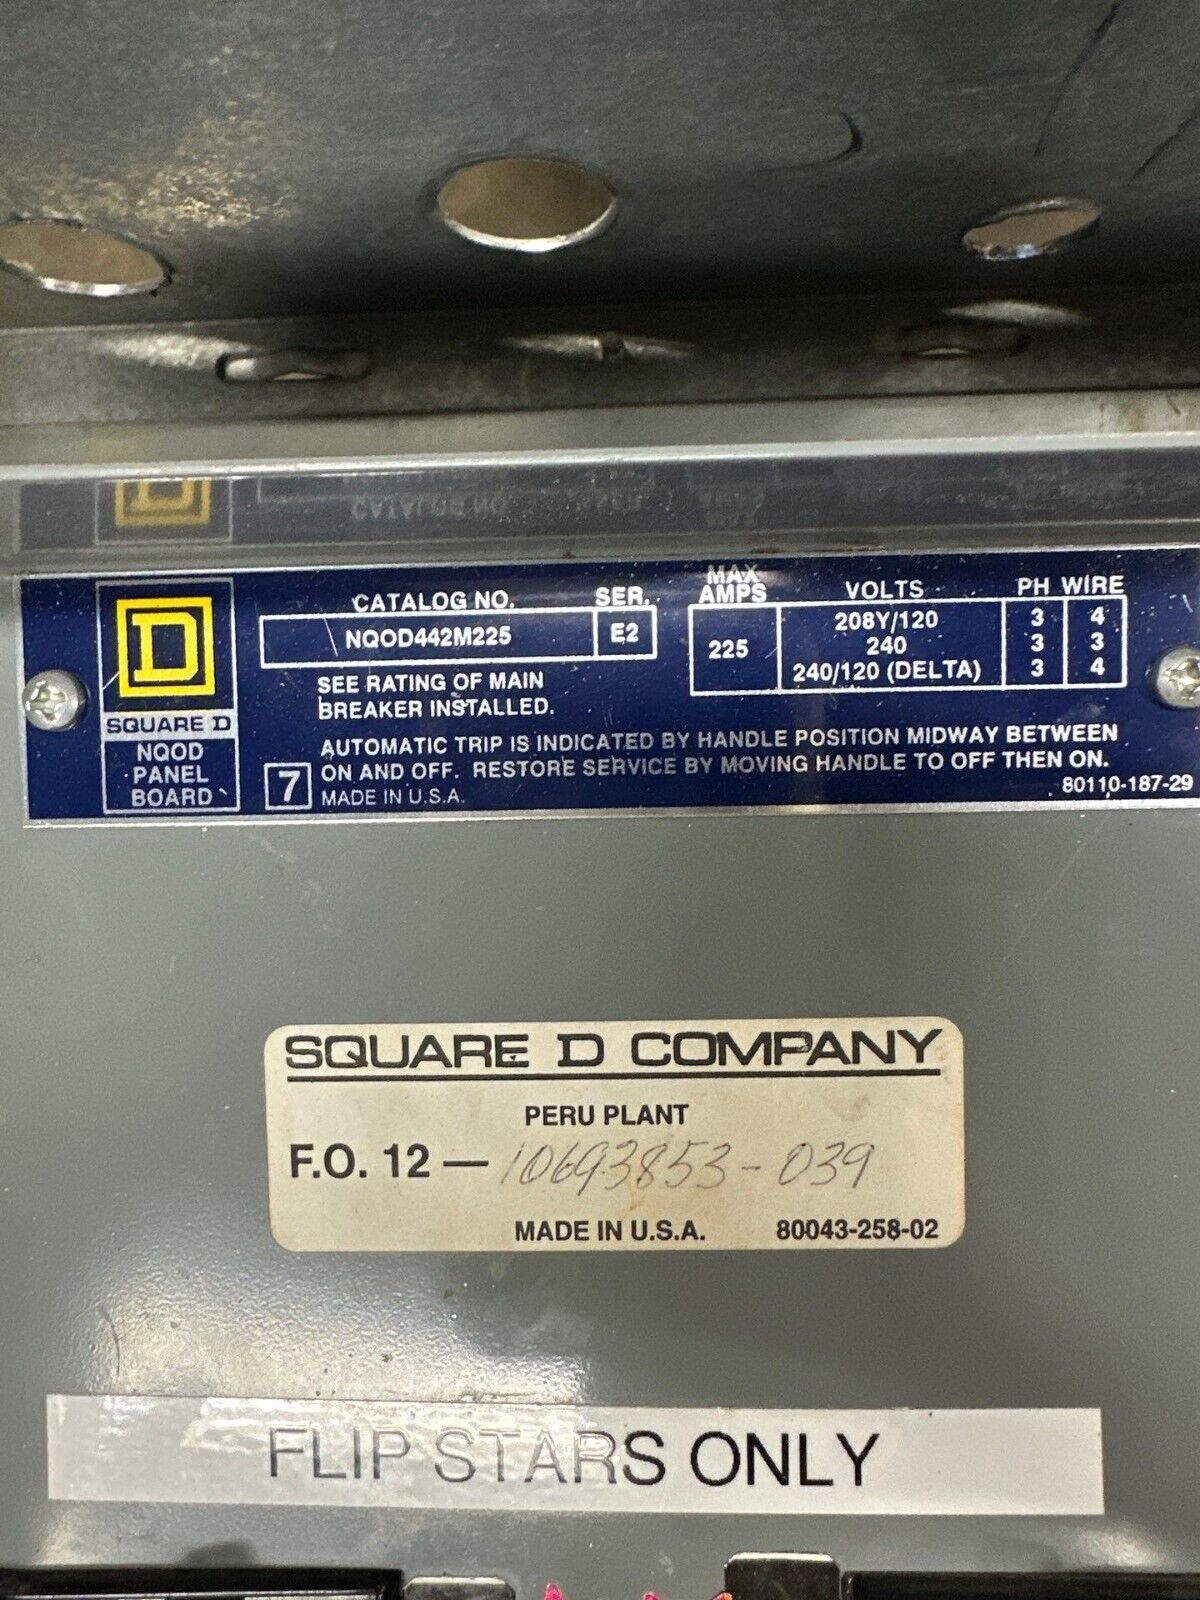 CATALOG NO. SER. MAX AMPS VOLTS PH WIRE
NQOD442M225 E2 225 208Y/120 3 4
240 3 3
240/120 (DELTA) 3 4
SEE RATING OF MAIN
BREAKER INSTALLED.
D
SQUARE D
NQOD
PANEL
BOARD
AUTOMATIC TRIP IS INDICATED BY HANDLE POSITION MIDWAY BETWEEN
7 ON AND OFF. RESTORE SERVICE BY MOVING HANDLE TO OFF THEN ON.
MADE IN U.S.A. 80110-187-29
SQUARE D COMPANY
PERU PLANT
F.O. 12 — 10693853-039
MADE IN U.S.A. 80043-258-02
FLIP STARS ONLY